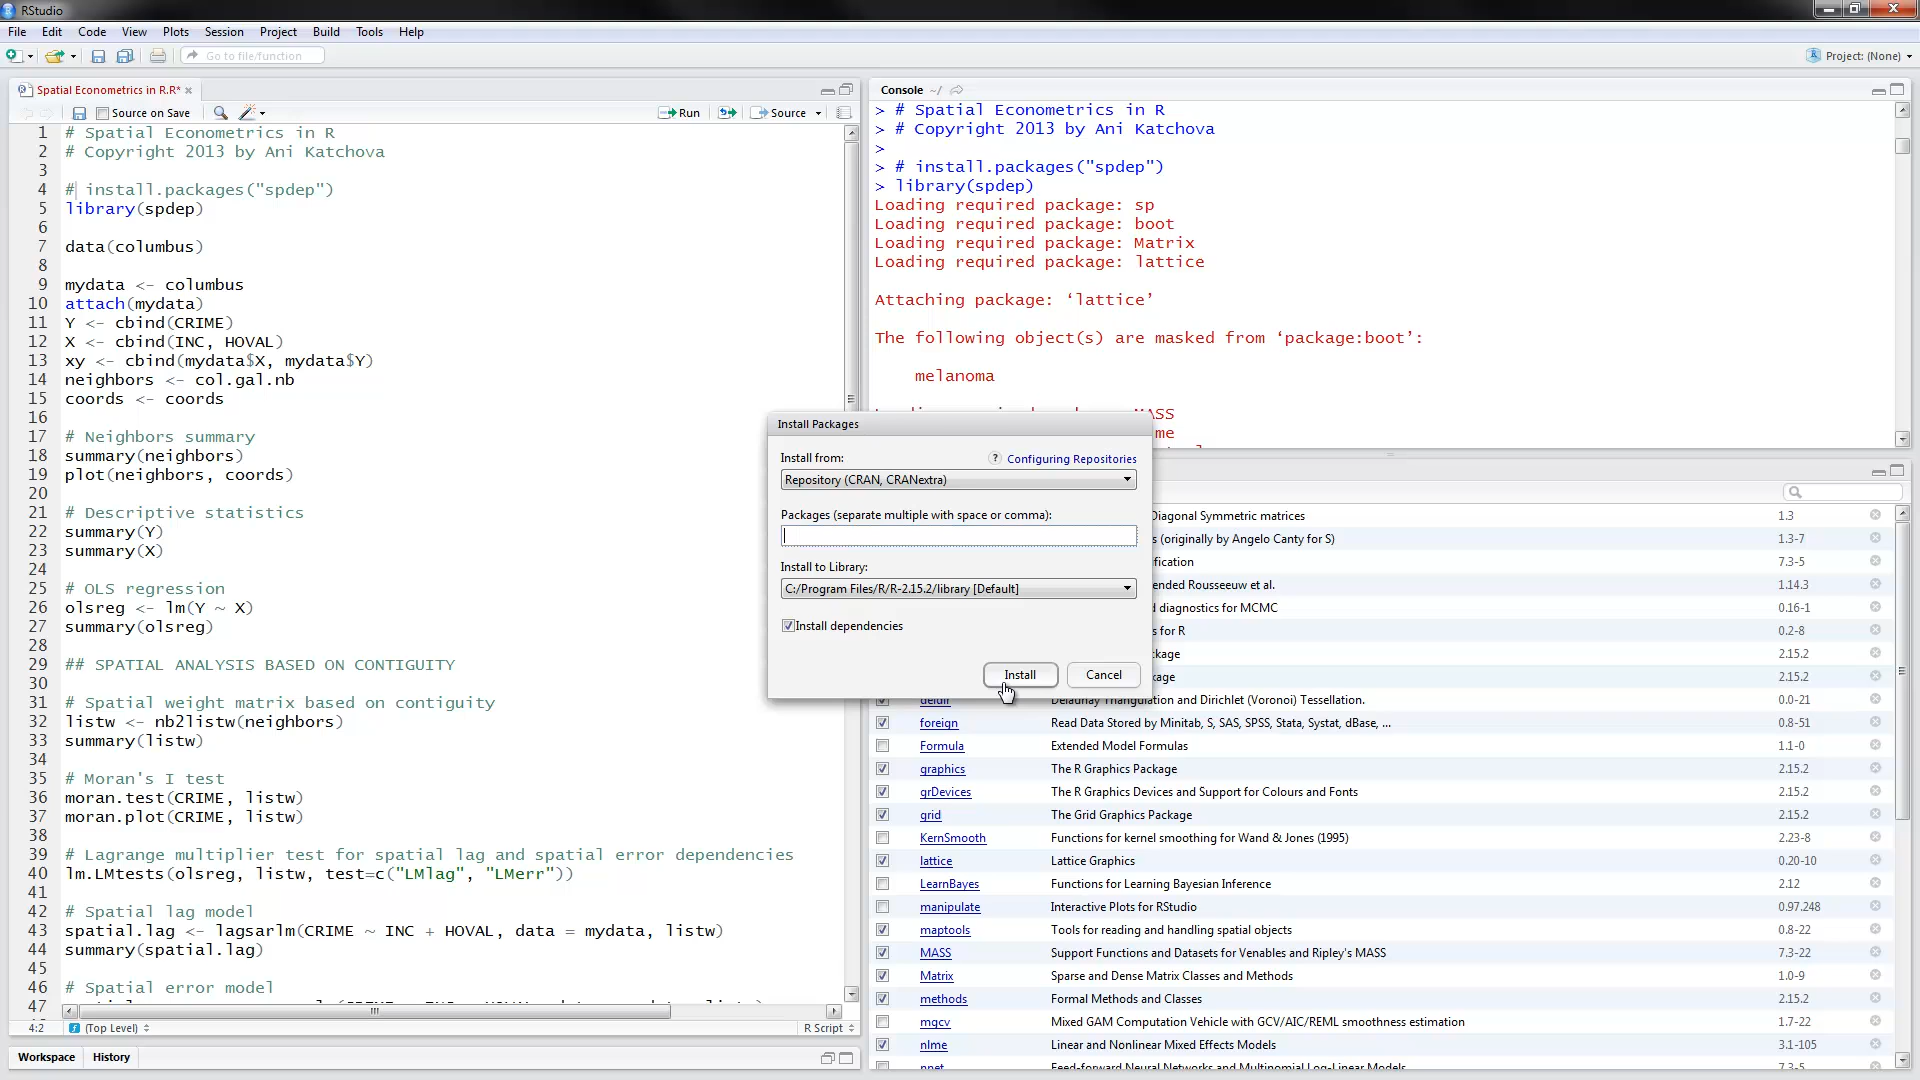 RStudio
File Edit Code View Plots Session Project Build Tools Help
Go to file/function
Project: (None)
Spatial Econometrics in R.R*
Source on Save
Run
Source
1 # Spatial Econometrics in R
2 # Copyright 2013 by Ani Katchova
3
4 # install.packages("spdep")
5 library(spdep)
6
7 data(columbus)
8
9 mydata <- columbus
10 attach(mydata)
11 Y <- cbind(CRIME)
12 X <- cbind(INC, HOVAL)
13 xy <- cbind(mydata$X, mydata$Y)
14 neighbors <- col.gal.nb
15 coords <- coords
16
17 # Neighbors summary
18 summary(neighbors)
19 plot(neighbors, coords)
20
21 # Descriptive statistics
22 summary(Y)
23 summary(X)
24
25 # OLS regression
26 olsreg <- lm(Y ~ X)
27 summary(olsreg)
28
29 ## SPATIAL ANALYSIS BASED ON CONTIGUITY
30
31 # Spatial weight matrix based on contiguity
32 listw <- nb2listw(neighbors)
33 summary(listw)
34
35 # Moran's I test
36 moran.test(CRIME, listw)
37 moran.plot(CRIME, listw)
38
39 # Lagrange multiplier test for spatial lag and spatial error dependencies
40 lm.LMtests(olsreg, listw, test=c("LMlag", "LMerr"))
41
42 # Spatial lag model
43 spatial.lag <- lagsarlm(CRIME ~ INC + HOVAL, data = mydata, listw)
44 summary(spatial.lag)
45
46 # Spatial error model
47
4:2 (Top Level) R Script
Workspace History
Console ~/
> # Spatial Econometrics in R
> # Copyright 2013 by Ani Katchova
>
> # install.packages("spdep")
> library(spdep)
Loading required package: sp
Loading required package: boot
Loading required package: Matrix
Loading required package: lattice
Attaching package: ‘lattice’
The following object(s) are masked from ‘package:boot’:
melanoma
MASS
me
Install Packages
Install from: ? Configuring Repositories
Repository (CRAN, CRANextra)
Packages (separate multiple with space or comma):
Install to Library:
C:/Program Files/R/R-2.15.2/library [Default]
Install dependencies
Install Cancel
Diagonal Symmetric matrices 1.3
s (originally by Angelo Canty for S) 1.3-7
ification 7.3-5
ended Rousseeuw et al. 1.14.3
d diagnostics for MCMC 0.16-1
s for R 0.2-8
kage 2.15.2
age 2.15.2
deldir Delaunay Triangulation and Dirichlet (Voronoi) Tessellation. 0.0-21
foreign Read Data Stored by Minitab, S, SAS, SPSS, Stata, Systat, dBase, ... 0.8-51
Formula Extended Model Formulas 1.1-0
graphics The R Graphics Package 2.15.2
grDevices The R Graphics Devices and Support for Colours and Fonts 2.15.2
grid The Grid Graphics Package 2.15.2
KernSmooth Functions for kernel smoothing for Wand & Jones (1995) 2.23-8
lattice Lattice Graphics 0.20-10
LearnBayes Functions for Learning Bayesian Inference 2.12
manipulate Interactive Plots for RStudio 0.97.248
maptools Tools for reading and handling spatial objects 0.8-22
MASS Support Functions and Datasets for Venables and Ripley's MASS 7.3-22
Matrix Sparse and Dense Matrix Classes and Methods 1.0-9
methods Formal Methods and Classes 2.15.2
mgcv Mixed GAM Computation Vehicle with GCV/AIC/REML smoothness estimation 1.7-22
nlme Linear and Nonlinear Mixed Effects Models 3.1-105
nnet Feed-forward Neural Networks and Multinomial Log-Linear Models 7.3-5